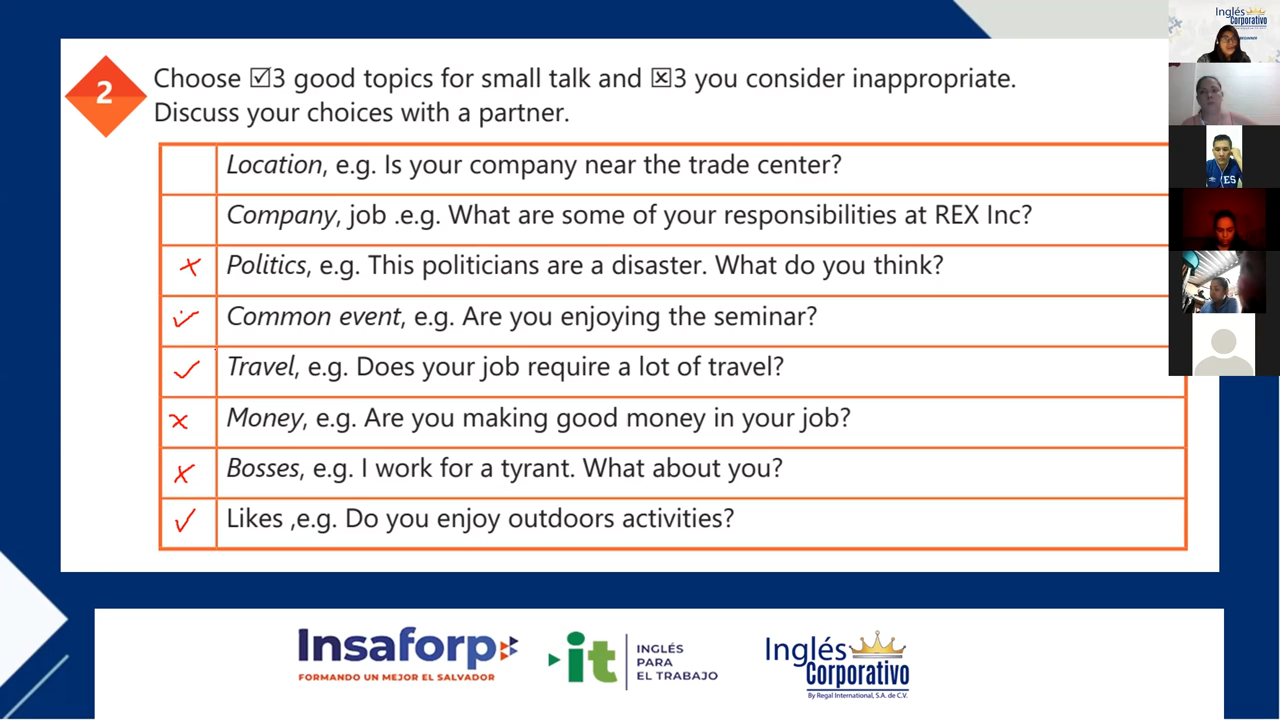 Inglés
Corporativo
2
Choose ☑3 good topics for small talk and ☒3 you consider inappropriate.
Discuss your choices with a partner.
Location, e.g. Is your company near the trade center?
Company, job .e.g. What are some of your responsibilities at REX Inc?
Politics, e.g. This politicians are a disaster. What do you think?
Common event, e.g. Are you enjoying the seminar?
Travel, e.g. Does your job require a lot of travel?
Money, e.g. Are you making good money in your job?
Bosses, e.g. I work for a tyrant. What about you?
Likes ,e.g. Do you enjoy outdoors activities?
ES
Insaforp
FORMANDO UN MEJOR EL SALVADOR
it
INGLÉS
PARA
EL TRABAJO
Inglés
Corporativo
By Regal International, S.A. de C.V.